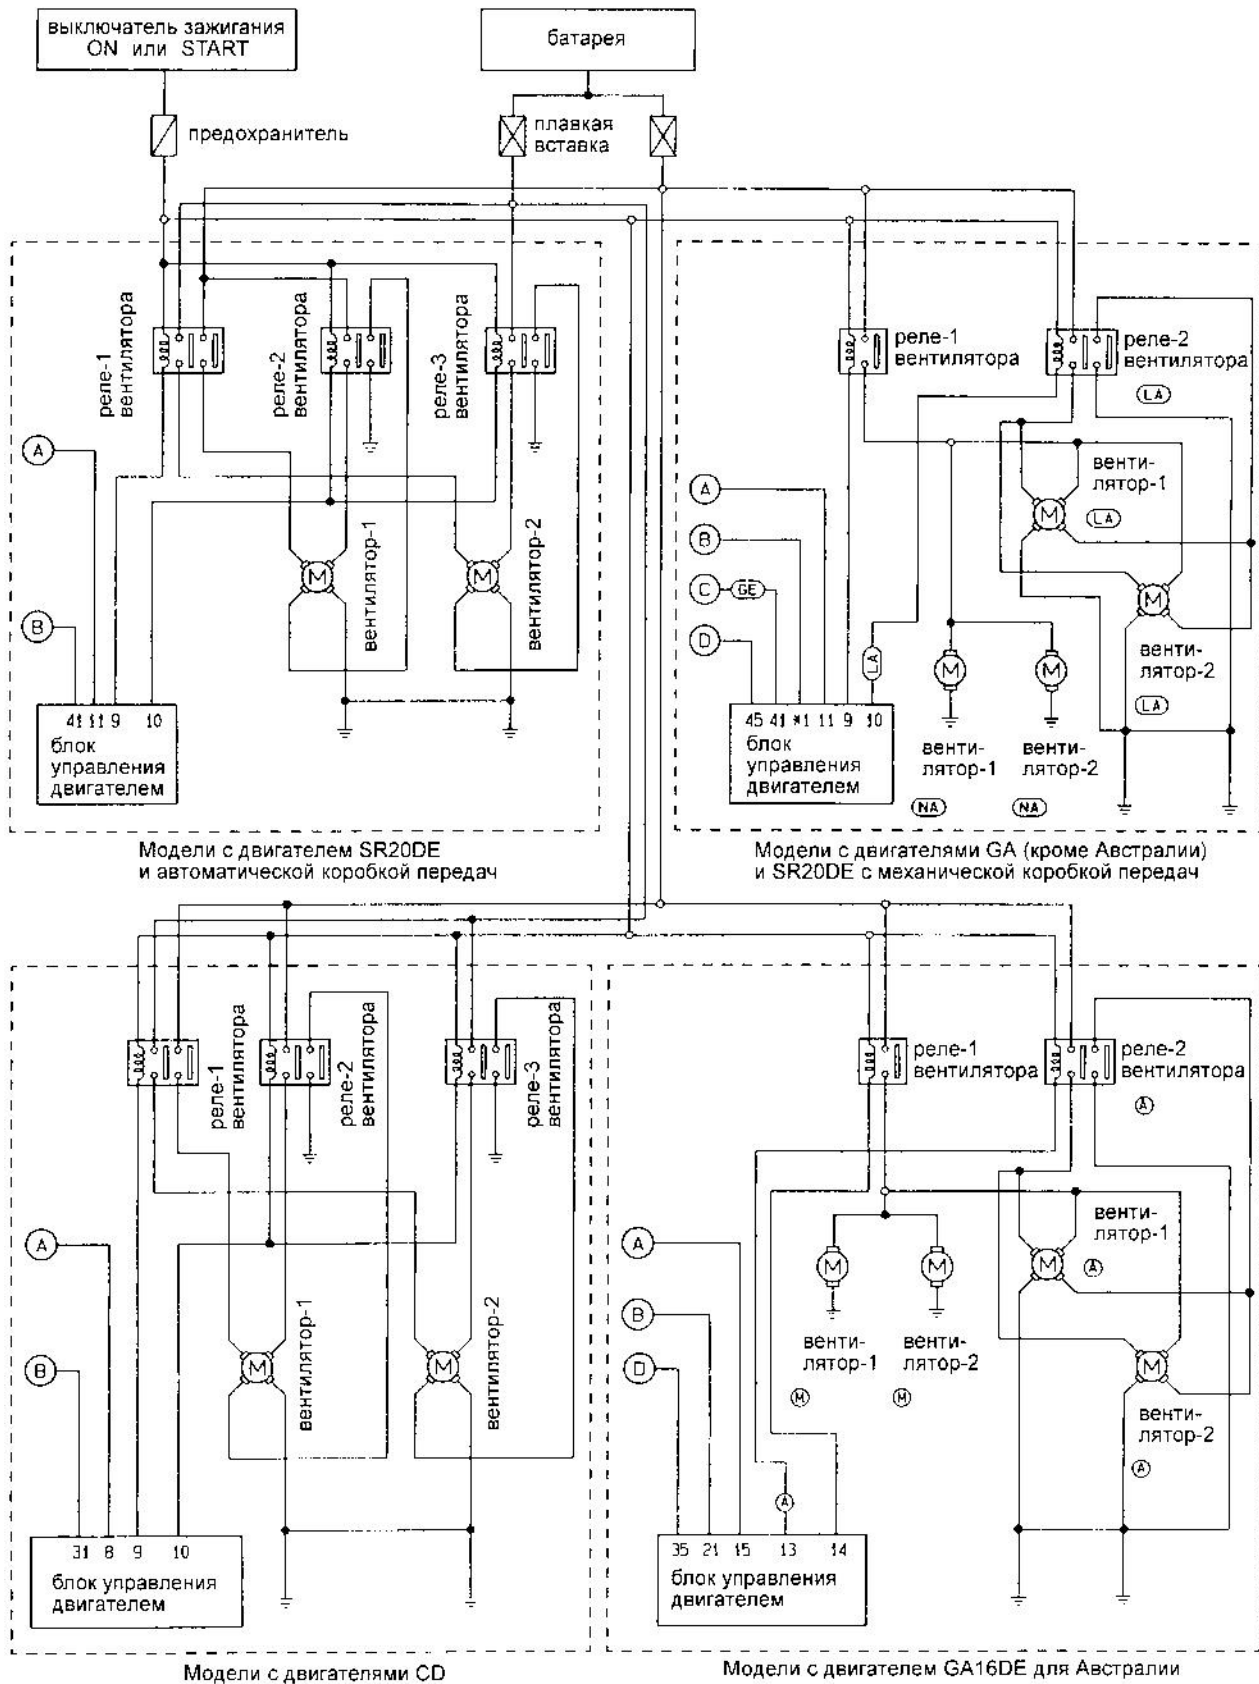 выключатель зажигания
ON или START
батарея
предохранитель
плавкая
вставка
реле-1
вентилятора
реле-2
вентилятора
реле-3
вентилятора
A
B
M
M
вентилятор-1
вентилятор-2
41 11 9 10
блок
управления
двигателем
Модели с двигателем SR20DE
и автоматической коробкой передач
реле-1
вентилятора
реле-2
вентилятора
LA
A
B
C
GE
D
LA
венти-
лятор-1
LA
M
M
венти-
лятор-2
LA
M
M
венти-
лятор-1
NA
венти-
лятор-2
NA
45 41 *1 11 9 10
блок
управления
двигателем
Модели с двигателями GA (кроме Австралии)
и SR20DE с механической коробкой передач
реле-1
вентилятора
реле-2
вентилятора
реле-3
вентилятора
A
B
M
M
вентилятор-1
вентилятор-2
31 8 9 10
блок управления
двигателем
Модели с двигателями CD
реле-1
вентилятора
реле-2
вентилятора
A
A
B
D
M
M
венти-
лятор-1
M
венти-
лятор-2
M
венти-
лятор-1
A
M
M
венти-
лятор-2
A
A
35 21 15 13 14
блок управления
двигателем
Модели с двигателем GA16DE для Австралии